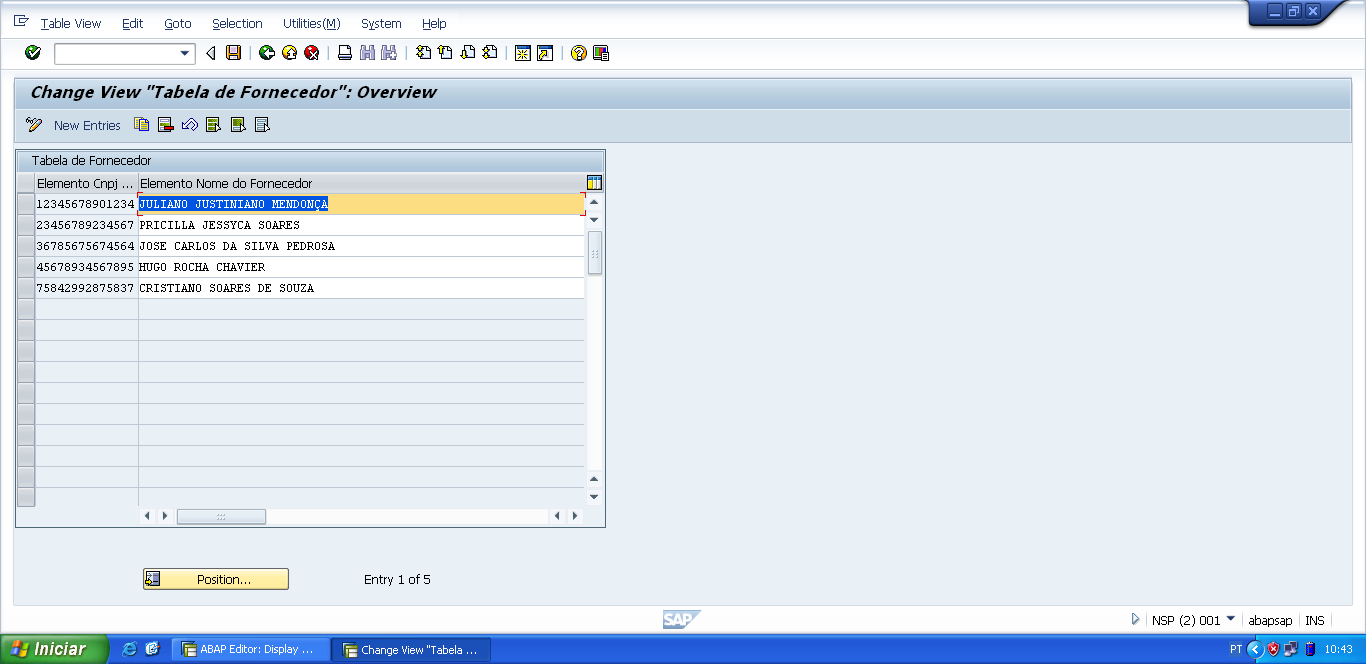 Table View Edit Goto Selection Utilities(M) System Help
Change View "Tabela de Fornecedor": Overview
New Entries
Tabela de Fornecedor
Elemento Cnpj ... Elemento Nome do Fornecedor
12345678901234 JULIANO JUSTINIANO MENDONÇA
23456789234567 PRICILLA JESSYCA SOARES
36785675674564 JOSE CARLOS DA SILVA PEDROSA
45678934567895 HUGO ROCHA CHAVIER
75842992875837 CRISTIANO SOARES DE SOUZA
Position... Entry 1 of 5
SAP
NSP (2) 001 abapsap INS
Iniciar ABAP Editor: Display ... Change View "Tabela ... PT 10:43